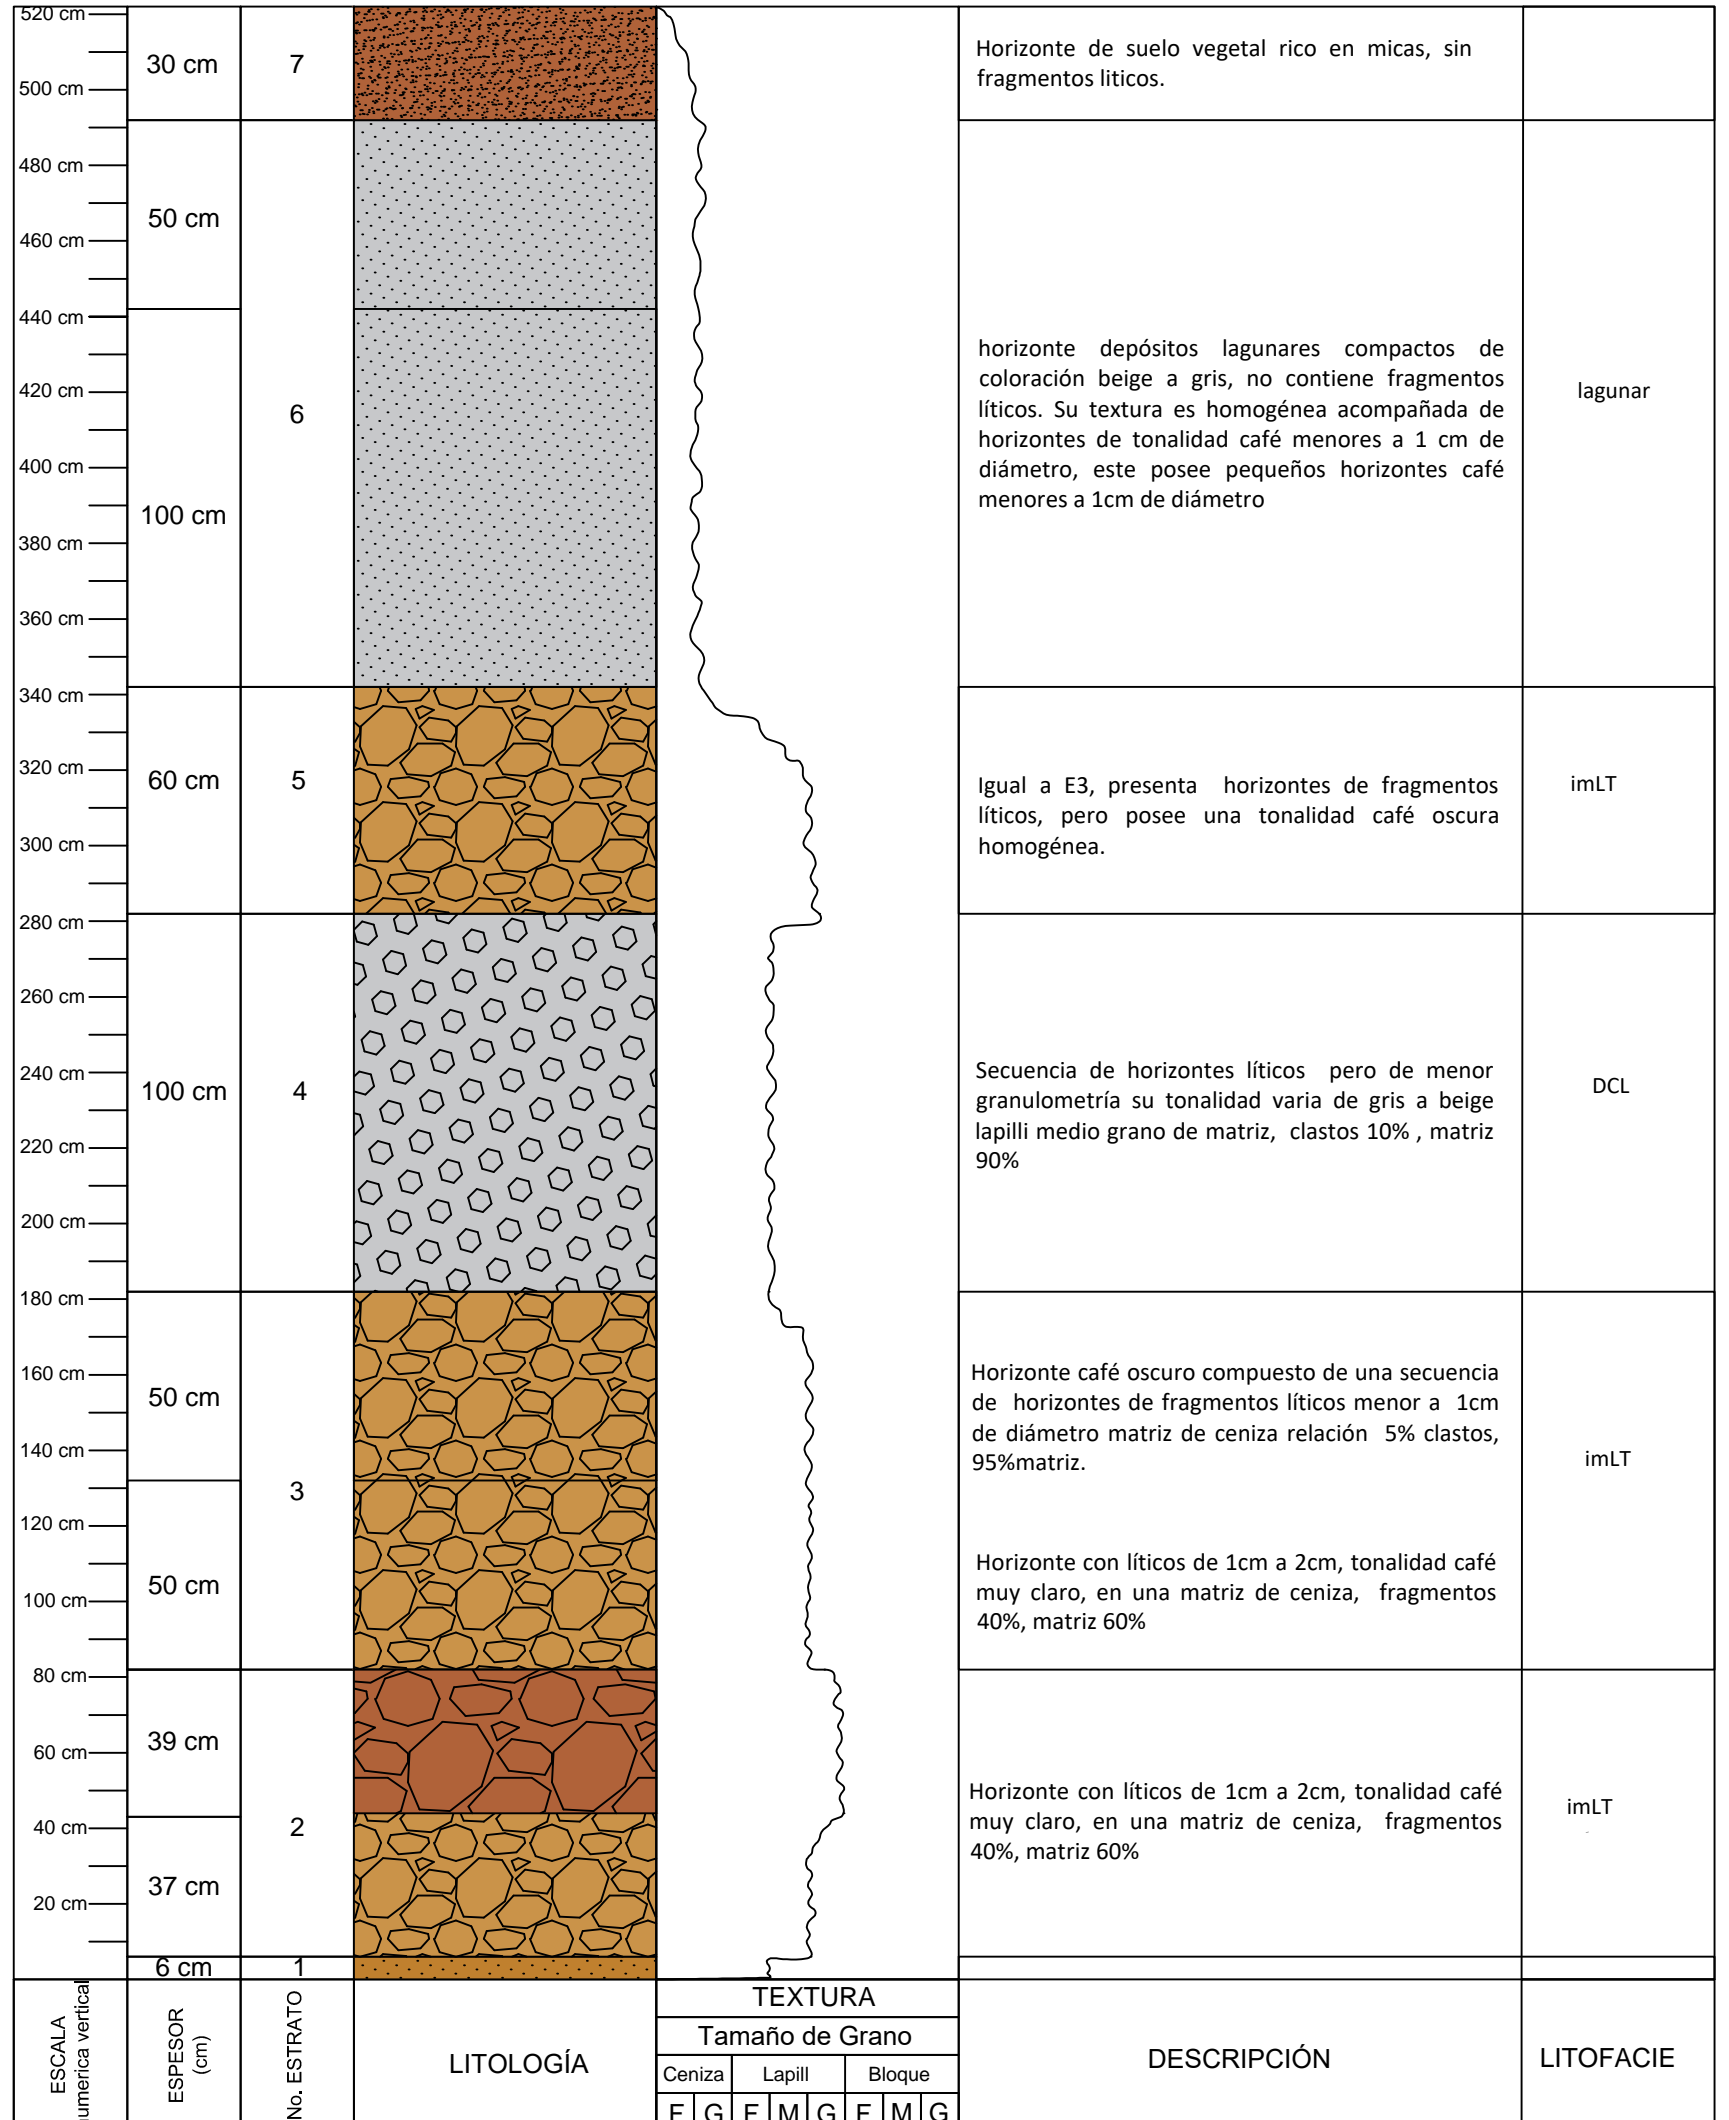 520 cm
30 cm
7
Horizonte de suelo vegetal rico en micas, sin
fragmentos liticos.
500 cm
480 cm
50 cm
460 cm
440 cm
420 cm
6
horizonte depósitos lagunares compactos de
coloración beige a gris, no contiene fragmentos
líticos. Su textura es homogénea acompañada de
horizontes de tonalidad café menores a 1 cm de
diámetro, este posee pequeños horizontes café
menores a 1cm de diámetro
lagunar
400 cm
100 cm
380 cm
360 cm
340 cm
320 cm
60 cm
5
Igual a E3, presenta horizontes de fragmentos
líticos, pero posee una tonalidad café oscura
homogénea.
imLT
300 cm
280 cm
260 cm
240 cm
100 cm
4
Secuencia de horizontes líticos pero de menor
granulometría su tonalidad varia de gris a beige
lapilli medio grano de matriz, clastos 10% , matriz
90%
DCL
220 cm
200 cm
180 cm
160 cm
50 cm
Horizonte café oscuro compuesto de una secuencia
de horizontes de fragmentos líticos menor a 1cm
de diámetro matriz de ceniza relación 5% clastos,
95%matriz.
imLT
140 cm
3
120 cm
50 cm
Horizonte con líticos de 1cm a 2cm, tonalidad café
muy claro, en una matriz de ceniza, fragmentos
40%, matriz 60%
100 cm
80 cm
39 cm
60 cm
40 cm
2
Horizonte con líticos de 1cm a 2cm, tonalidad café
muy claro, en una matriz de ceniza, fragmentos
40%, matriz 60%
imLT
37 cm
20 cm
6 cm
1
ESCALA
numerica vertical
ESPESOR
(cm)
No. ESTRATO
LITOLOGÍA
TEXTURA
Tamaño de Grano
Ceniza
Lapill
Bloque
F G F M G F M G
DESCRIPCIÓN
LITOFACIE